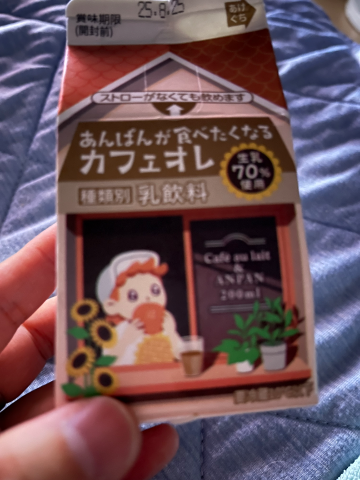 賞味期限
(開封前)
25.8.25
あけ
くち
ストローがなくても飲めます
あんぱんが食べたくなる
カフェオレ
生乳
70%
使用
種類別 乳飲料
Café au lait
&
ANPAN
200ml